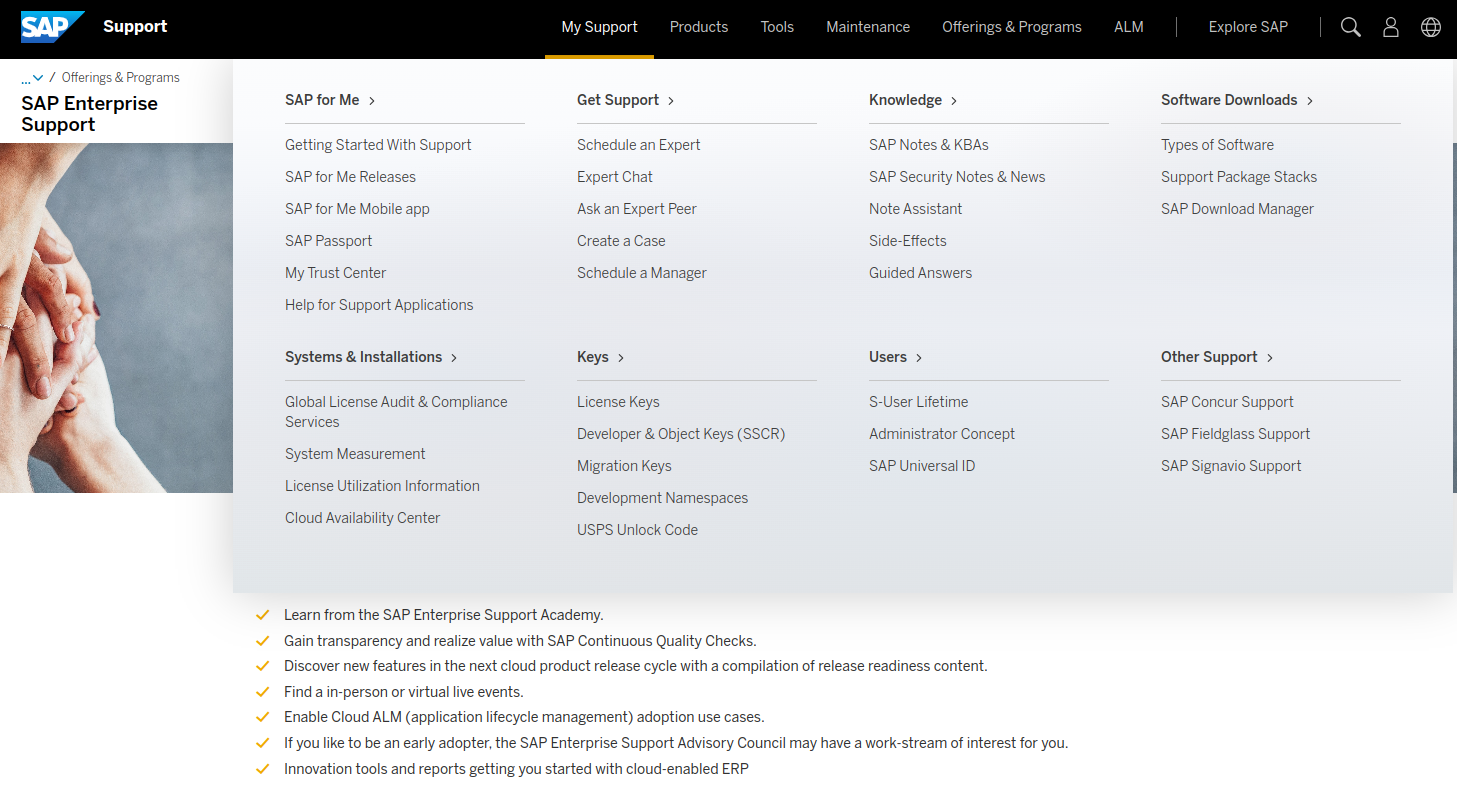 SAP Support
My Support Products Tools Maintenance Offerings & Programs ALM Explore SAP
... / Offerings & Programs
SAP Enterprise
Support
SAP for Me
Getting Started With Support
SAP for Me Releases
SAP for Me Mobile app
SAP Passport
My Trust Center
Help for Support Applications
Get Support
Schedule an Expert
Expert Chat
Ask an Expert Peer
Create a Case
Schedule a Manager
Knowledge
SAP Notes & KBAs
SAP Security Notes & News
Note Assistant
Side-Effects
Guided Answers
Software Downloads
Types of Software
Support Package Stacks
SAP Download Manager
Systems & Installations
Global License Audit & Compliance
Services
System Measurement
License Utilization Information
Cloud Availability Center
Keys
License Keys
Developer & Object Keys (SSCR)
Migration Keys
Development Namespaces
USPS Unlock Code
Users
S-User Lifetime
Administrator Concept
SAP Universal ID
Other Support
SAP Concur Support
SAP Fieldglass Support
SAP Signavio Support
Learn from the SAP Enterprise Support Academy.
Gain transparency and realize value with SAP Continuous Quality Checks.
Discover new features in the next cloud product release cycle with a compilation of release readiness content.
Find a in-person or virtual live events.
Enable Cloud ALM (application lifecycle management) adoption use cases.
If you like to be an early adopter, the SAP Enterprise Support Advisory Council may have a work-stream of interest for you.
Innovation tools and reports getting you started with cloud-enabled ERP